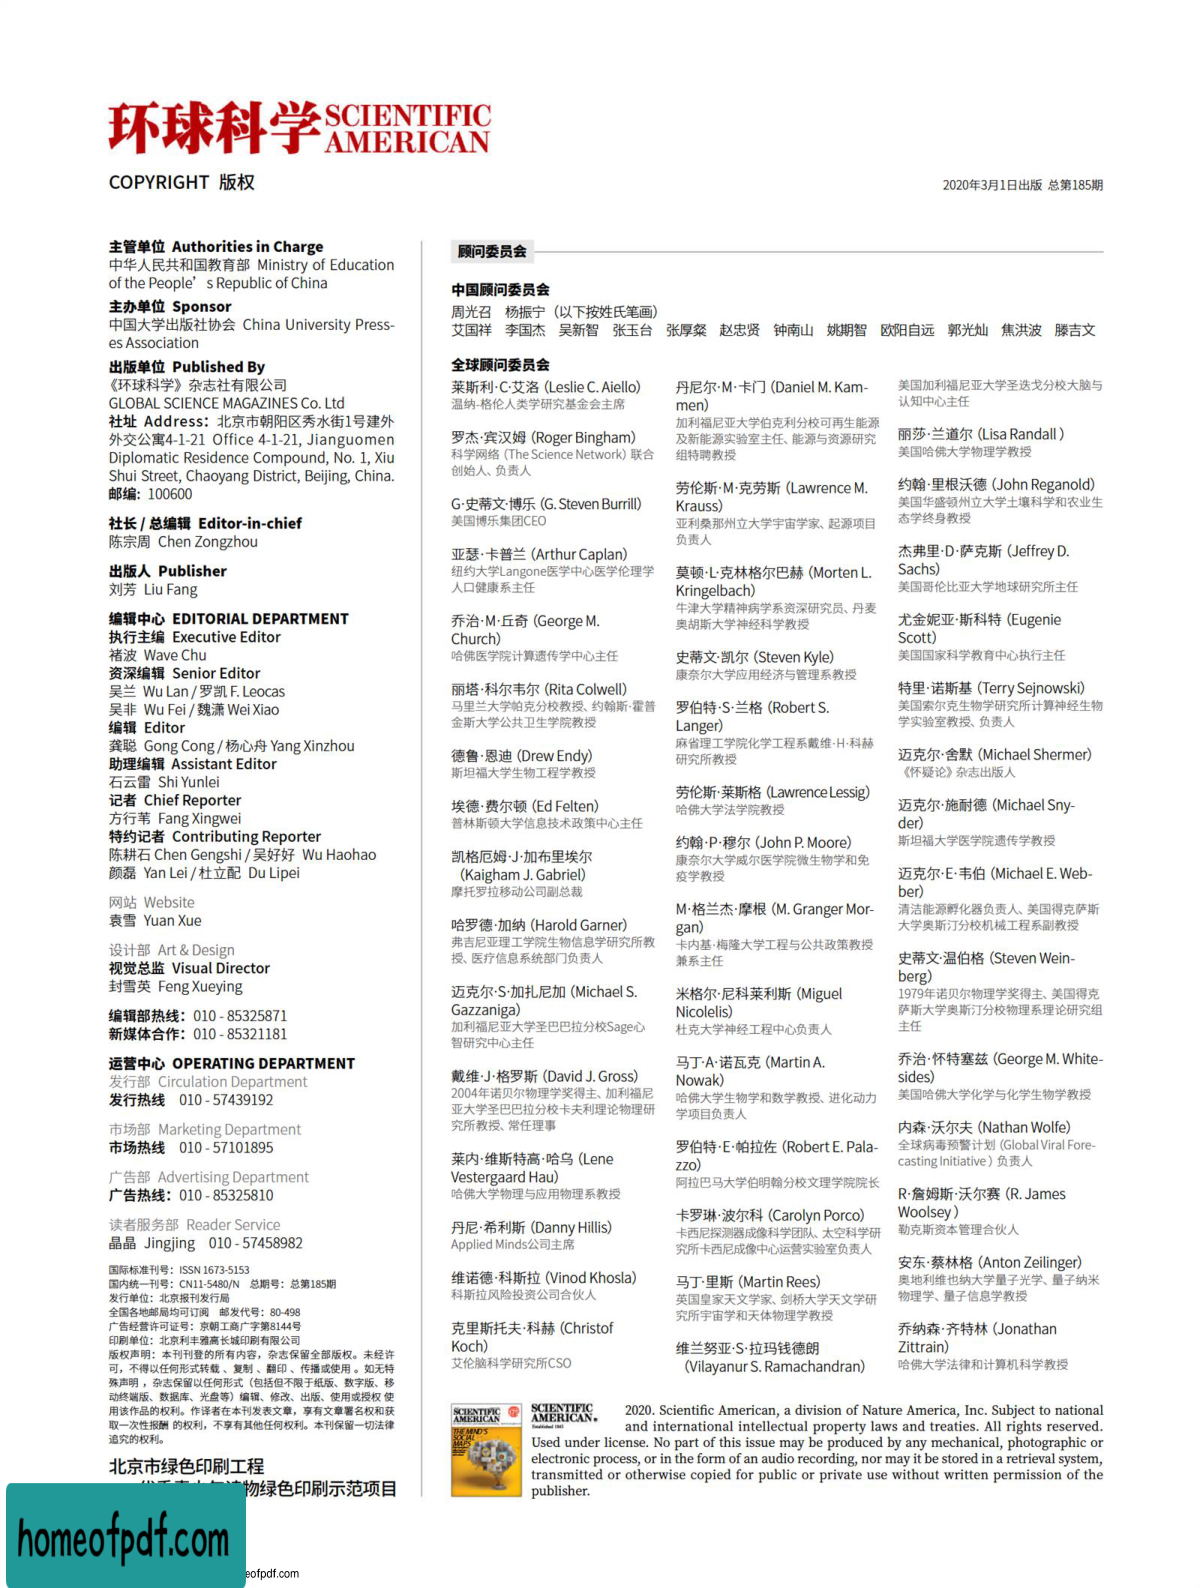 环球科学 SCIENTIFIC AMERICAN
COPYRIGHT 版权
2020年3月1日出版 总第185期
主管单位 Authorities in Charge
中华人民共和国教育部 Ministry of Education
of the People’s Republic of China
主办单位 Sponsor
中国大学出版社协会 China University Press-
es Association
出版单位 Published By
《环球科学》杂志社有限公司
GLOBAL SCIENCE MAGAZINES Co. Ltd
社址 Address：北京市朝阳区秀水街1号建外
外交公寓4-1-21 Office 4-1-21, Jianguomen
Diplomatic Residence Compound, No. 1, Xiu
Shui Street, Chaoyang District, Beijing, China.
邮编: 100600
社长 / 总编辑 Editor-in-chief
陈宗周 Chen Zongzhou
出版人 Publisher
刘芳 Liu Fang
编辑中心 EDITORIAL DEPARTMENT
执行主编 Executive Editor
褚波 Wave Chu
资深编辑 Senior Editor
吴兰 Wu Lan / 罗凯 F. Leocas
吴非 Wu Fei / 魏潇 Wei Xiao
编辑 Editor
龚聪 Gong Cong / 杨心舟 Yang Xinzhou
助理编辑 Assistant Editor
石云雷 Shi Yunlei
记者 Chief Reporter
方行苇 Fang Xingwei
特约记者 Contributing Reporter
陈耕石 Chen Gengshi / 吴好好 Wu Haohao
颜磊 Yan Lei / 杜立配 Du Lipei
网站 Website
袁雪 Yuan Xue
设计部 Art & Design
视觉总监 Visual Director
封雪英 Feng Xueying
编辑部热线：010 - 85325871
新媒体合作：010 - 85321181
运营中心 OPERATING DEPARTMENT
发行部 Circulation Department
发行热线 010 - 57439192
市场部 Marketing Department
市场热线 010 - 57101895
广告部 Advertising Department
广告热线：010 - 85325810
读者服务部 Reader Service
晶晶 Jingjing 010 - 57458982
国际标准刊号：ISSN 1673-5153
国内统一刊号：CN11-5480/N 总期号：总第185期
发行单位：北京报刊发行局
全国各地邮局均可订阅 邮发代号：80-498
广告经营许可证号：京朝工商广字第8144号
印刷单位：北京利丰雅高长城印刷有限公司
版权声明：本刊刊登的所有内容，杂志保留全部版权。未经许
可，不得以任何形式转载 、复制 、翻印 、传播或使用 。如无特
殊声明 ，杂志保留以任何形式（包括但不限于纸版、数字版、移
动终端版、数据库、光盘等）编辑、修改、出版、使用或授权 使
用该作品的权利。作译者在本刊发表文章，享有文章署名权和获
取一次性报酬 的权利，不享有其他任何权利。本刊保留一切法律
追究的权利。
北京市绿色印刷工程
物绿色印刷示范项目
顾问委员会
中国顾问委员会
周光召 杨振宁（以下按姓氏笔画）
艾国祥 李国杰 吴新智 张玉台 张厚粲 赵忠贤 钟南山 姚期智 欧阳自远 郭光灿 焦洪波 滕吉文
全球顾问委员会
莱斯利·C·艾洛（Leslie C. Aiello）
温纳-格伦人类学研究基金会主席
罗杰·宾汉姆（Roger Bingham）
科学网络（The Science Network）联合
创始人、负责人
G·史蒂文·博乐（G. Steven Burrill）
美国博乐集团CEO
亚瑟·卡普兰（Arthur Caplan）
纽约大学Langone医学中心医学伦理学
人口健康系主任
乔治·M·丘奇（George M.
Church）
哈佛医学院计算遗传学中心主任
丽塔·科尔韦尔（Rita Colwell）
马里兰大学帕克分校教授、约翰斯·霍普
金斯大学公共卫生学院教授
德鲁·恩迪（Drew Endy）
斯坦福大学生物工程学教授
埃德·费尔顿（Ed Felten）
普林斯顿大学信息技术政策中心主任
凯格厄姆·J·加布里埃尔
（Kaigham J. Gabriel）
摩托罗拉移动公司副总裁
哈罗德·加纳（Harold Garner）
弗吉尼亚理工学院生物信息学研究所教
授、医疗信息系统部门负责人
迈克尔·S·加扎尼加（Michael S.
Gazzaniga）
加利福尼亚大学圣巴巴拉分校Sage心
智研究中心主任
戴维·J·格罗斯（David J. Gross）
2004年诺贝尔物理学奖得主、加利福尼
亚大学圣巴巴拉分校卡夫利理论物理研
究所教授、常任理事
莱内·维斯特高·哈乌（Lene
Vestergaard Hau）
哈佛大学物理与应用物理系教授
丹尼·希利斯（Danny Hillis）
Applied Minds公司主席
维诺德·科斯拉（Vinod Khosla）
科斯拉风险投资公司合伙人
克里斯托夫·科赫（Christof
Koch）
艾伦脑科学研究所CSO
丹尼尔·M·卡门（Daniel M. Kam-
men）
加利福尼亚大学伯克利分校可再生能源
及新能源实验室主任、能源与资源研究
组特聘教授
劳伦斯·M·克劳斯（Lawrence M.
Krauss）
亚利桑那州立大学宇宙学家、起源项目
负责人
莫顿·L·克林格尔巴赫（Morten L.
Kringelbach）
牛津大学精神病学系资深研究员、丹麦
奥胡斯大学神经科学教授
史蒂文·凯尔（Steven Kyle）
康奈尔大学应用经济与管理系教授
罗伯特·S·兰格（Robert S.
Langer）
麻省理工学院化学工程系戴维·H·科赫
研究所教授
劳伦斯·莱斯格（Lawrence Lessig）
哈佛大学法学院教授
约翰·P·穆尔（John P. Moore）
康奈尔大学威尔医学院微生物学和免
疫学教授
M·格兰杰·摩根（M. Granger Mor-
gan）
卡内基·梅隆大学工程与公共政策教授
兼系主任
米格尔·尼科莱利斯（Miguel
Nicolelis）
杜克大学神经工程中心负责人
马丁·A·诺瓦克（Martin A.
Nowak）
哈佛大学生物学和数学教授、进化动力
学项目负责人
罗伯特·E·帕拉佐（Robert E. Pala-
zzo）
阿拉巴马大学伯明翰分校文理学院院长
卡罗琳·波尔科（Carolyn Porco）
卡西尼探测器成像科学团队、太空科学研
究所卡西尼成像中心运营实验室负责人
马丁·里斯（Martin Rees）
英国皇家天文学家、剑桥大学天文学研
究所宇宙学和天体物理学教授
维兰努亚·S·拉玛钱德朗
（Vilayanur S. Ramachandran）
美国加利福尼亚大学圣迭戈分校大脑与
认知中心主任
丽莎·兰道尔（Lisa Randall ）
美国哈佛大学物理学教授
约翰·里根沃德（John Reganold）
美国华盛顿州立大学土壤科学和农业生
态学终身教授
杰弗里·D·萨克斯（Jeffrey D.
Sachs）
美国哥伦比亚大学地球研究所主任
尤金妮亚·斯科特（Eugenie
Scott）
美国国家科学教育中心执行主任
特里·诺斯基（Terry Sejnowski）
美国索尔克生物学研究所计算神经生物
学实验室教授、负责人
迈克尔·舍默（Michael Shermer）
《怀疑论》杂志出版人
迈克尔·施耐德（Michael Sny-
der）
斯坦福大学医学院遗传学教授
迈克尔·E·韦伯（Michael E. Web-
ber）
清洁能源孵化器负责人、美国得克萨斯
大学奥斯汀分校机械工程系副教授
史蒂文·温伯格（Steven Wein-
berg）
1979年诺贝尔物理学奖得主、美国得克
萨斯大学奥斯汀分校物理系理论研究组
主任
乔治·怀特塞兹（George M. White-
sides）
美国哈佛大学化学与化学生物学教授
内森·沃尔夫（Nathan Wolfe）
全球病毒预警计划（Global Viral Fore-
casting Initiative ）负责人
R·詹姆斯·沃尔赛（R. James
Woolsey ）
勒克斯资本管理合伙人
安东·蔡林格（Anton Zeilinger）
奥地利维也纳大学量子光学、量子纳米
物理学、量子信息学教授
乔纳森·齐特林（Jonathan
Zittrain）
哈佛大学法律和计算机科学教授
SCIENTIFIC
AMERICAN
THE MIND'S
SOCIAL
MAPS
SCIENTIFIC
AMERICAN.
Established 1845
2020. Scientific American, a division of Nature America, Inc. Subject to national
and international intellectual property laws and treaties. All rights reserved.
Used under license. No part of this issue may be produced by any mechanical, photographic or
electronic process, or in the form of an audio recording, nor may it be stored in a retrieval system,
transmitted or otherwise copied for public or private use without written permission of the
publisher.
homeofpdf.com
eofpdf.com